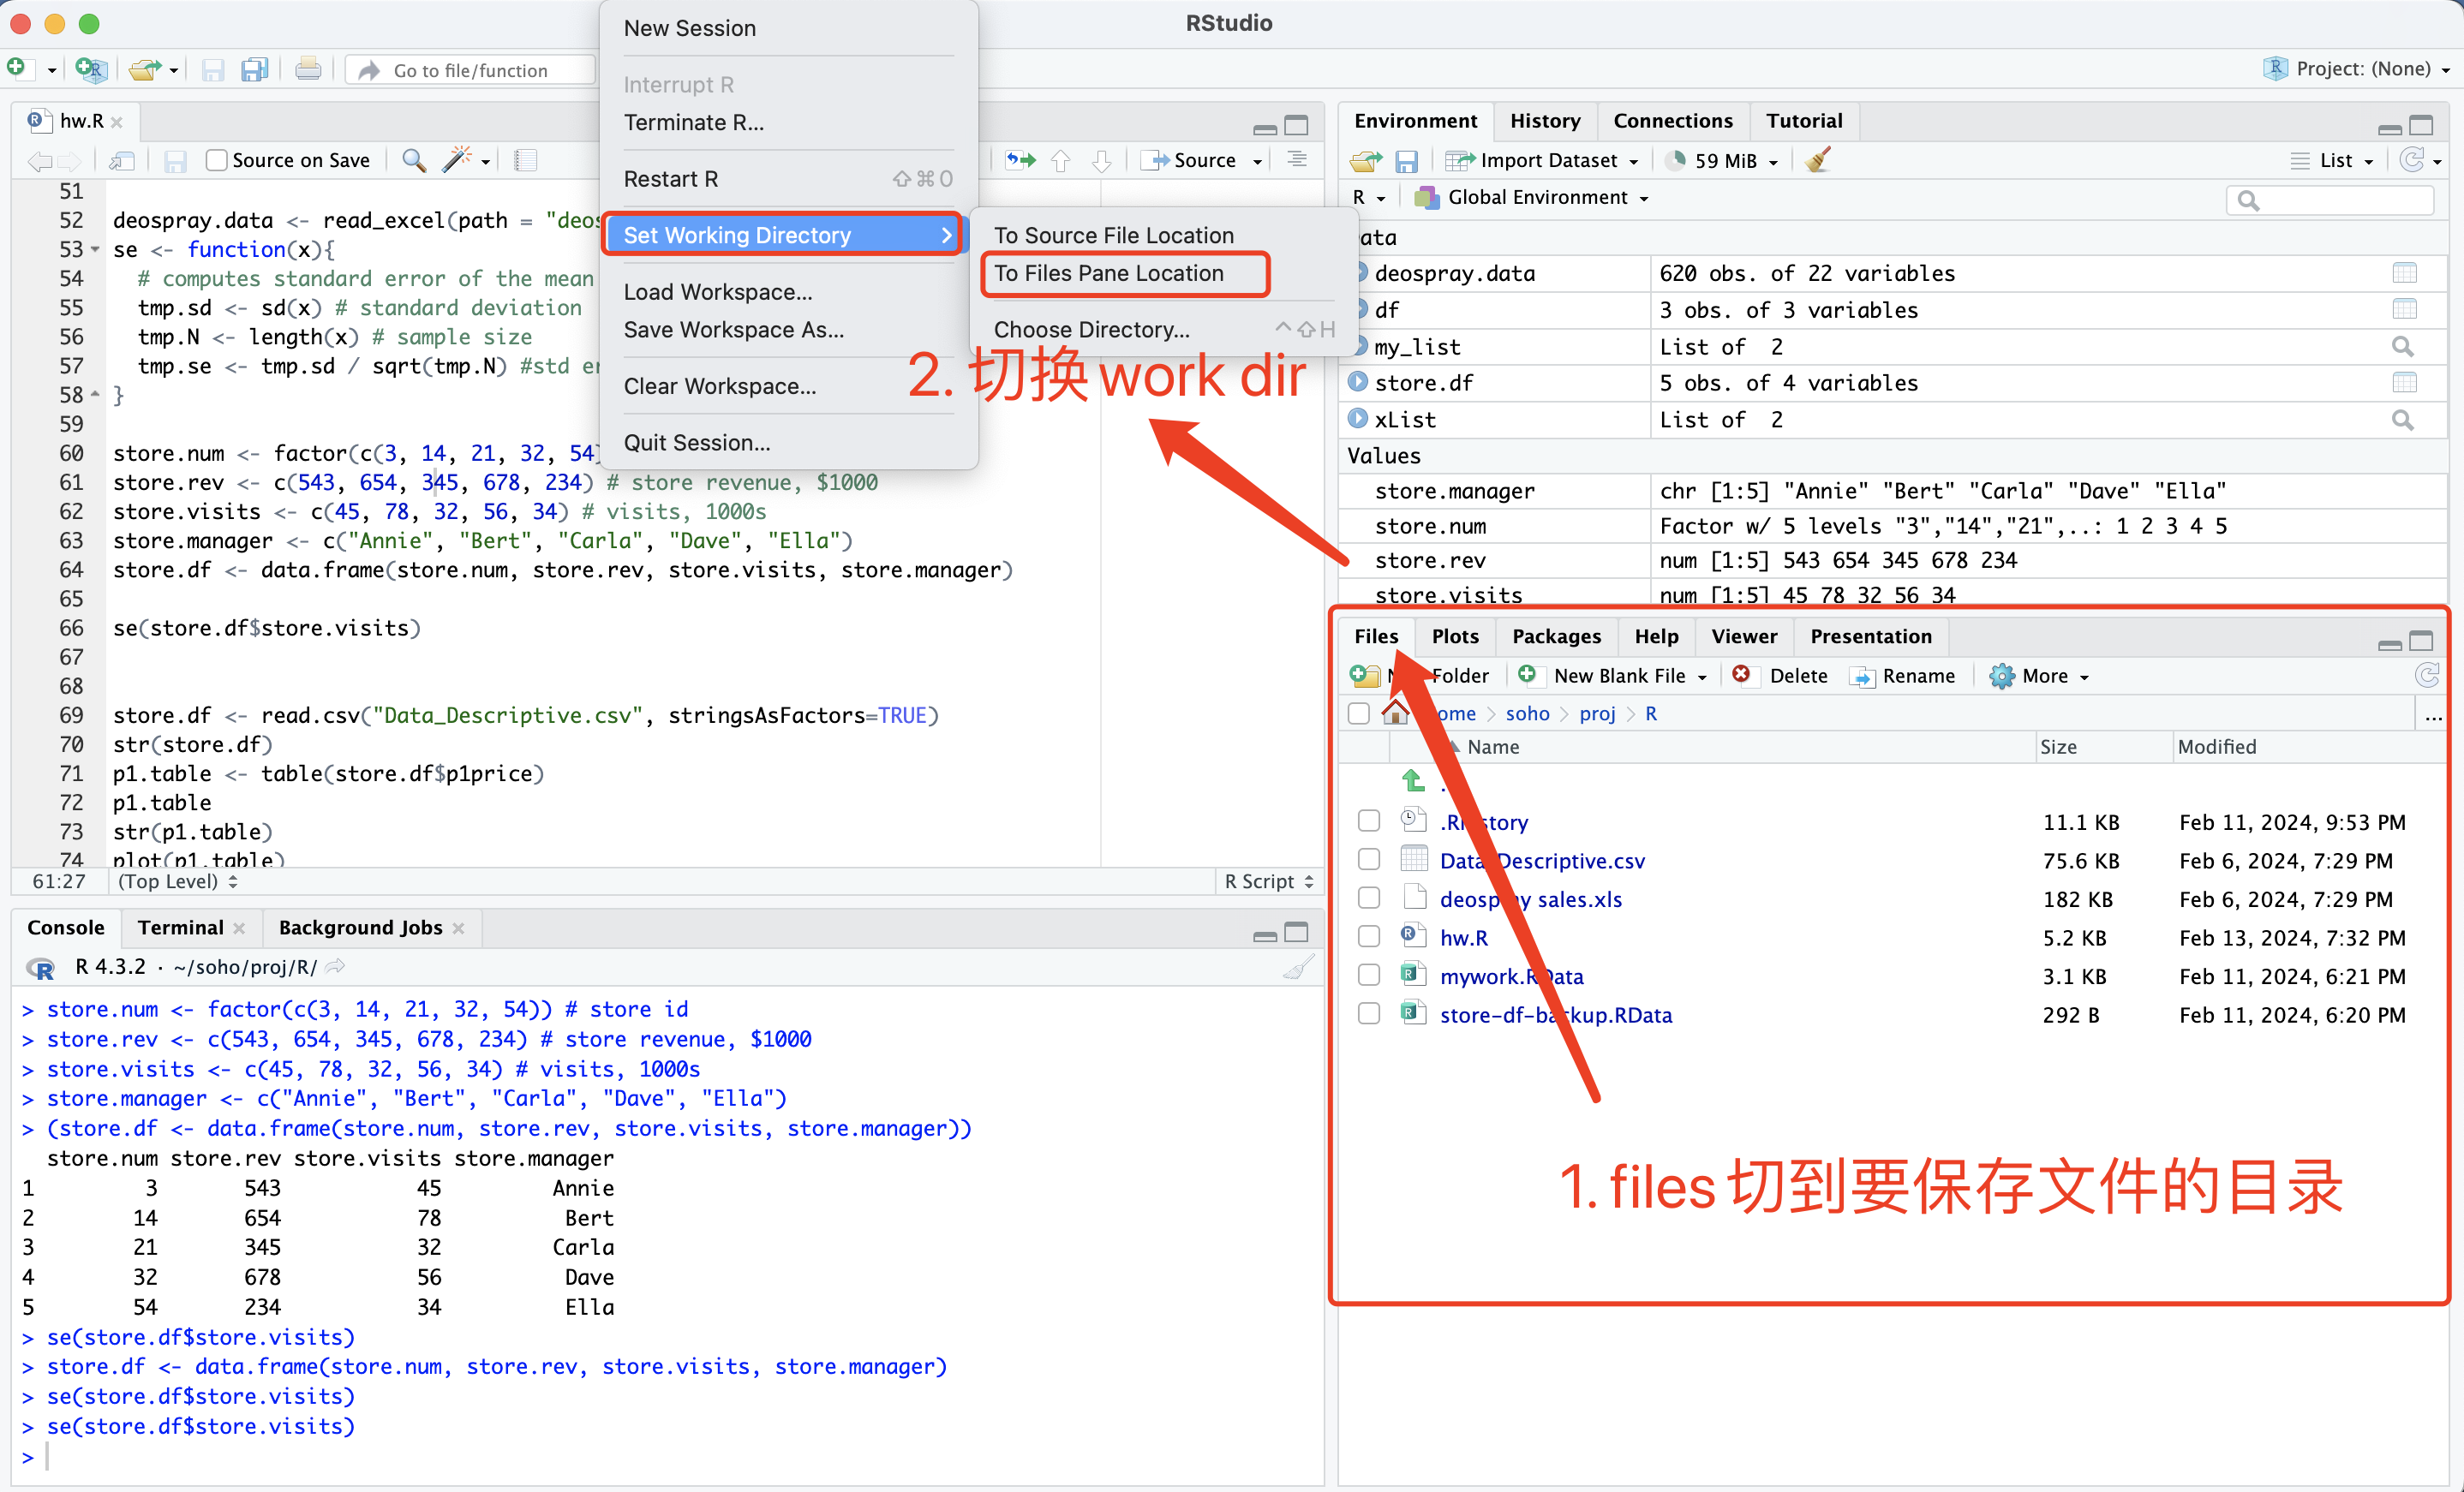 RStudio
New Session
Interrupt R
Terminate R...
Restart R ⇧⌘0
Set Working Directory
Load Workspace...
Save Workspace As...
Clear Workspace...
Quit Session...
To Source File Location
To Files Pane Location
Choose Directory... ⌃⇧H
2. 切换 work dir
Go to file/function
Project: (None)
hw.R
Source on Save
Source
51
52 deospray.data <- read_excel(path = "deos
53 se <- function(x){
54 # computes standard error of the mean
55 tmp.sd <- sd(x) # standard deviation
56 tmp.N <- length(x) # sample size
57 tmp.se <- tmp.sd / sqrt(tmp.N) #std er
58 }
59
60 store.num <- factor(c(3, 14, 21, 32, 54)
61 store.rev <- c(543, 654, 345, 678, 234) # store revenue, $1000
62 store.visits <- c(45, 78, 32, 56, 34) # visits, 1000s
63 store.manager <- c("Annie", "Bert", "Carla", "Dave", "Ella")
64 store.df <- data.frame(store.num, store.rev, store.visits, store.manager)
65
66 se(store.df$store.visits)
67
68
69 store.df <- read.csv("Data_Descriptive.csv", stringsAsFactors=TRUE)
70 str(store.df)
71 p1.table <- table(store.df$p1price)
72 p1.table
73 str(p1.table)
74 plot(p1.table)
61:27 (Top Level) R Script
Console Terminal Background Jobs
R 4.3.2 · ~/soho/proj/R/
> store.num <- factor(c(3, 14, 21, 32, 54)) # store id
> store.rev <- c(543, 654, 345, 678, 234) # store revenue, $1000
> store.visits <- c(45, 78, 32, 56, 34) # visits, 1000s
> store.manager <- c("Annie", "Bert", "Carla", "Dave", "Ella")
> (store.df <- data.frame(store.num, store.rev, store.visits, store.manager))
store.num store.rev store.visits store.manager
1 3 543 45 Annie
2 14 654 78 Bert
3 21 345 32 Carla
4 32 678 56 Dave
5 54 234 34 Ella
> se(store.df$store.visits)
> store.df <- data.frame(store.num, store.rev, store.visits, store.manager)
> se(store.df$store.visits)
> se(store.df$store.visits)
>
Environment History Connections Tutorial
Import Dataset 59 MiB List
R Global Environment
ata
deospray.data 620 obs. of 22 variables
df 3 obs. of 3 variables
my_list List of 2
store.df 5 obs. of 4 variables
xList List of 2
Values
store.manager chr [1:5] "Annie" "Bert" "Carla" "Dave" "Ella"
store.num Factor w/ 5 levels "3","14","21",..: 1 2 3 4 5
store.rev num [1:5] 543 654 345 678 234
store.visits num [1:5] 45 78 32 56 34
Files Plots Packages Help Viewer Presentation
Folder New Blank File Delete Rename More
ome soho proj R ...
Name Size Modified
.Rhistory 11.1 KB Feb 11, 2024, 9:53 PM
Data_Descriptive.csv 75.6 KB Feb 6, 2024, 7:29 PM
deospray sales.xls 182 KB Feb 6, 2024, 7:29 PM
hw.R 5.2 KB Feb 13, 2024, 7:32 PM
mywork.RData 3.1 KB Feb 11, 2024, 6:21 PM
store-df-backup.RData 292 B Feb 11, 2024, 6:20 PM
1. files 切到要保存文件的目录